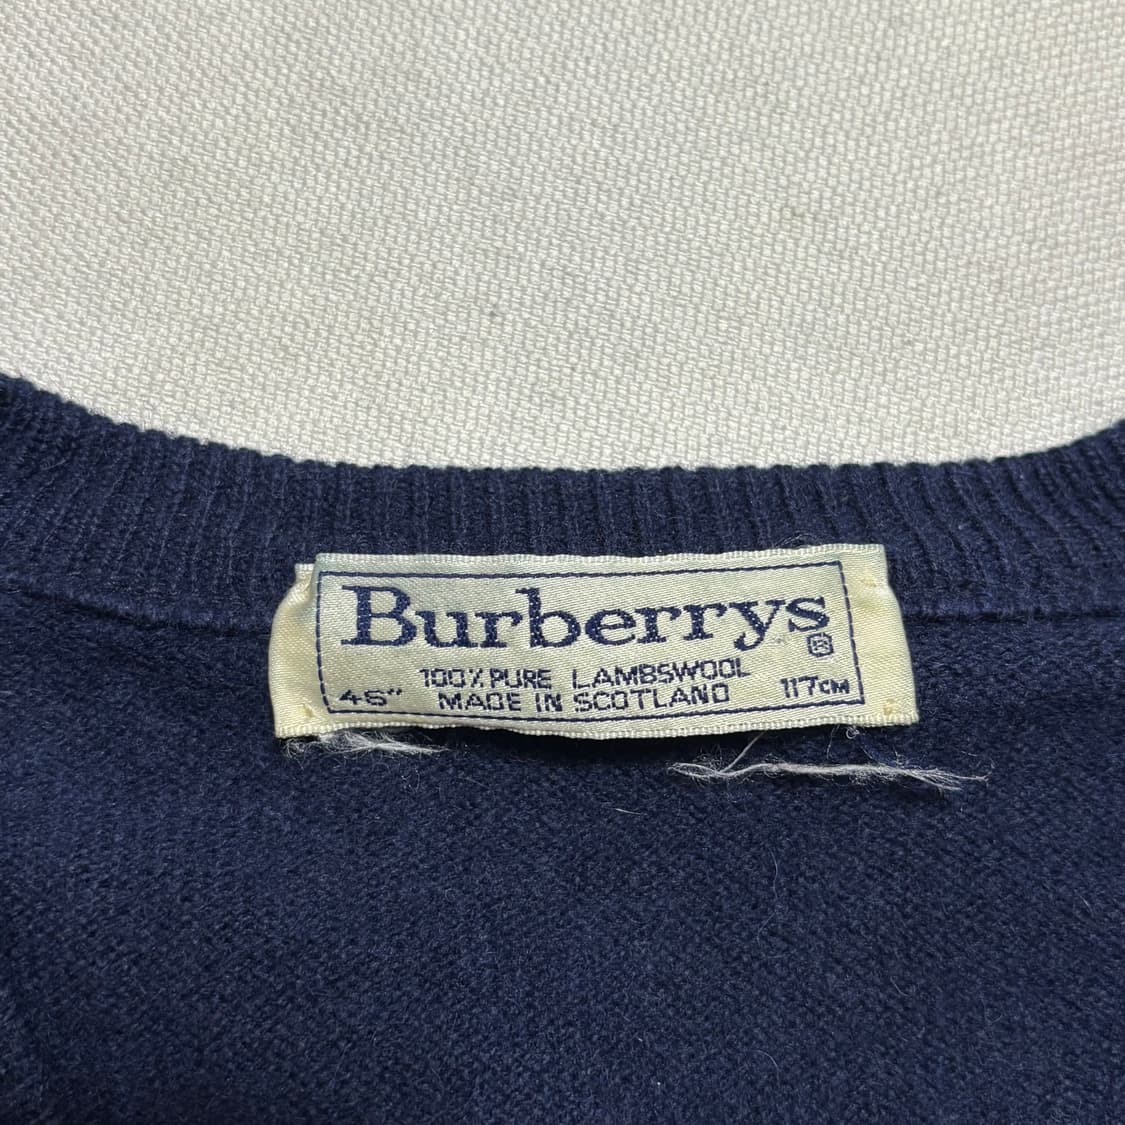 Burberrys
®
100% PURE LAMBSWOOL
46" MADE IN SCOTLAND 117CM